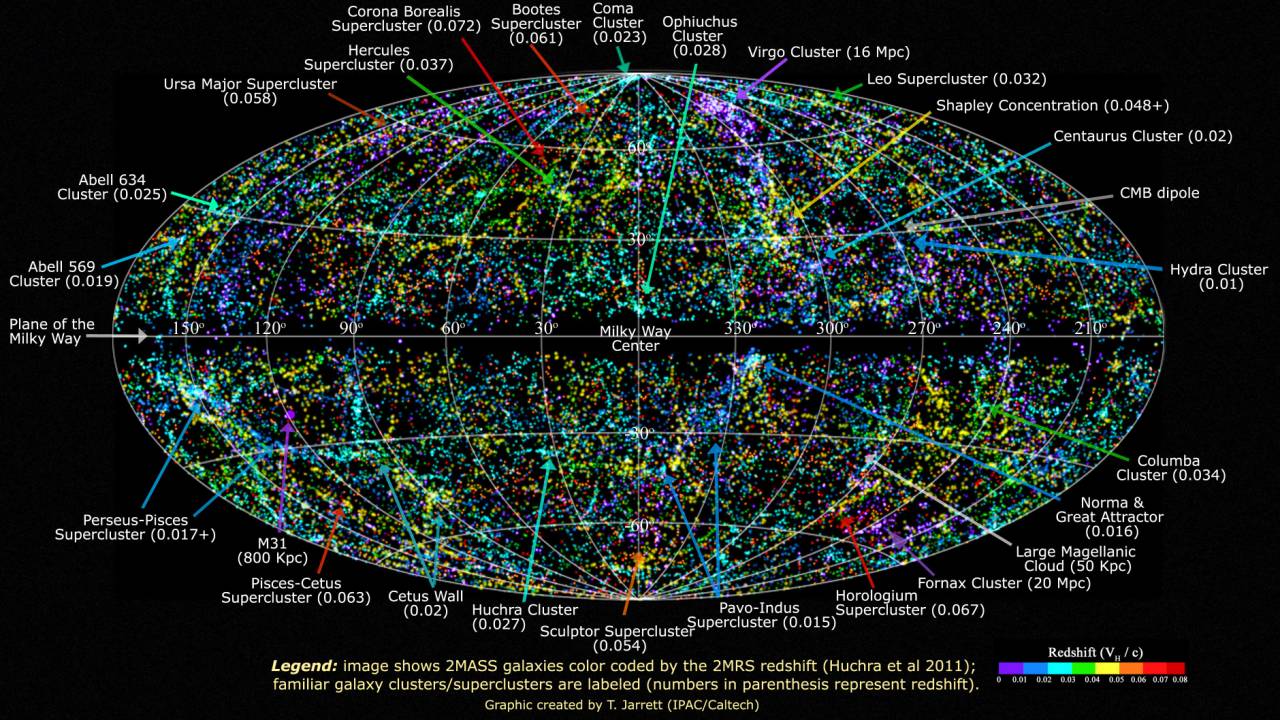 Corona Borealis
Supercluster (0.072)
Bootes
Supercluster
(0.061)
Coma
Cluster
(0.023)
Ophiuchus
Cluster
(0.028)
Virgo Cluster (16 Mpc)
Hercules
Supercluster (0.037)
Leo Supercluster (0.032)
Ursa Major Supercluster
(0.058)
Shapley Concentration (0.048+)
Centaurus Cluster (0.02)
60°
Abell 634
Cluster (0.025)
CMB dipole
30°
Abell 569
Cluster (0.019)
Hydra Cluster
(0.01)
Plane of the
Milky Way
150° 120° 90° 60° 30° Milky Way
Center
330° 300° 270° 240° 210°
-30°
Columba
Cluster (0.034)
Norma &
Great Attractor
(0.016)
-60°
Perseus-Pisces
Supercluster (0.017+)
M31
(800 Kpc)
Large Magellanic
Cloud (50 Kpc)
Pisces-Cetus
Supercluster (0.063)
Fornax Cluster (20 Mpc)
Cetus Wall
(0.02)
Huchra Cluster
(0.027)
Sculptor Supercluster
(0.054)
Pavo-Indus
Supercluster (0.015)
Horologium
Supercluster (0.067)
Legend: image shows 2MASS galaxies color coded by the 2MRS redshift (Huchra et al 2011);
familiar galaxy clusters/superclusters are labeled (numbers in parenthesis represent redshift).
Graphic created by T. Jarrett (IPAC/Caltech)
Redshift (V_H / c)
0 0.01 0.02 0.03 0.04 0.05 0.06 0.07 0.08